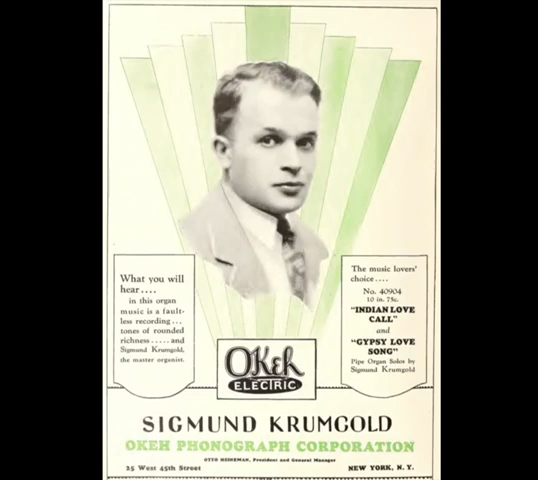 What you will
hear....
in this organ
music is a fault-
less recording...
tones of rounded
richness.....and
Sigmund Krumgold,
the master organist.
The music lovers'
choice....
No. 40904
10 in. 75c.
"INDIAN LOVE
CALL"
and
"GYPSY LOVE
SONG"
Pipe Organ Solos by
Sigmund Krumgold
OKeh
ELECTRIC
SIGMUND KRUMGOLD
OKEH PHONOGRAPH CORPORATION
OTTO HEINEMAN, President and General Manager
25 West 45th Street
NEW YORK, N. Y.